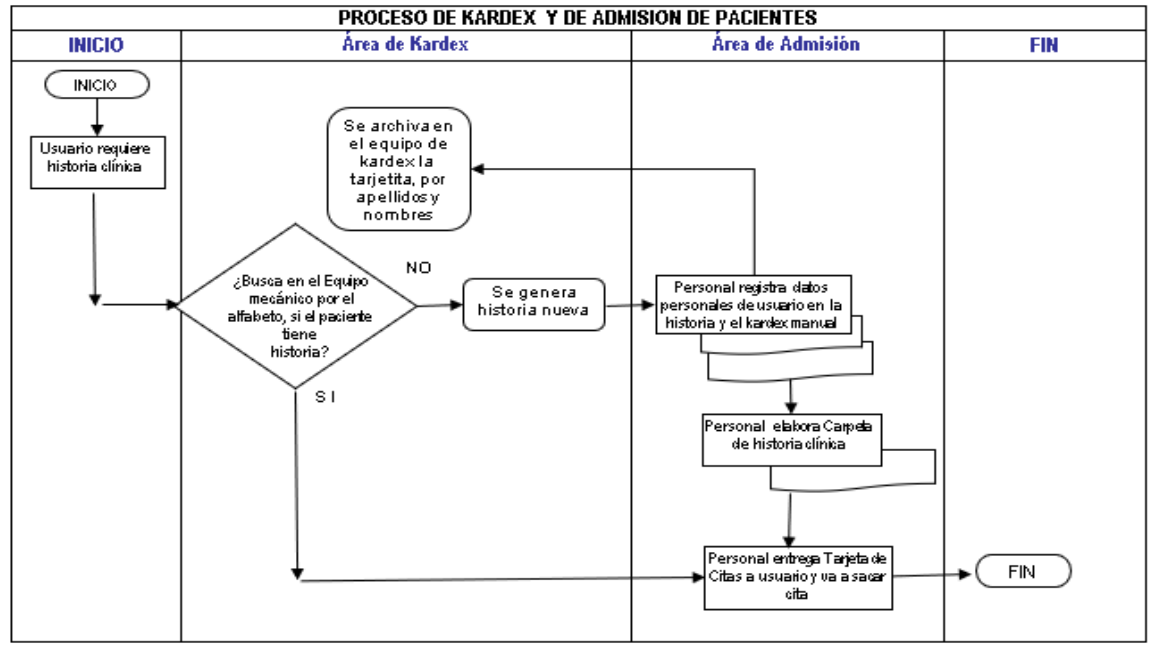 PROCESO DE KARDEX Y DE ADMISION DE PACIENTES
INICIO
Área de Kardex
Área de Admisión
FIN
INICIO
Usuario requiere
historia clínica
Se archiva en
el equipo de
kardex la
tarjetita, por
apellidos y
nombres
¿Busca en el Equipo
mecánico por el
alfabeto, si el paciente
tiene
historia?
NO
SI
Se genera
historia nueva
Personal registra datos
personales de usuario en la
historia y el kardex manual
Personal elabora Carpeta
de historia clínica
Personal entrega Tarjeta de
Citas a usuario y va a sacar
cita
FIN